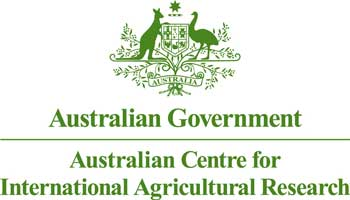 AUSTRALIA
Australian Government
Australian Centre for
International Agricultural Research